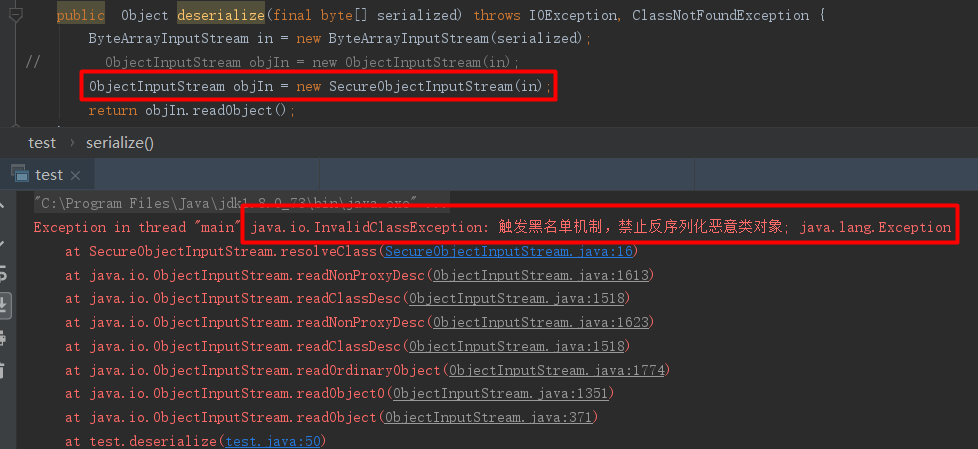 public  Object deserialize(final byte[] serialized) throws IOException, ClassNotFoundException {
ByteArrayInputStream in = new ByteArrayInputStream(serialized);
//      ObjectInputStream objIn = new ObjectInputStream(in);
ObjectInputStream objIn = new SecureObjectInputStream(in);
return objIn.readObject();
test › serialize()
test ×
"C:\Program Files\Java\jdk1.8.0_73\bin\java.exe" ...
Exception in thread "main" java.io.InvalidClassException: 触发黑名单机制，禁止反序列化恶意类对象; java.lang.Exception
at SecureObjectInputStream.resolveClass(SecureObjectInputStream.java:16)
at java.io.ObjectInputStream.readNonProxyDesc(ObjectInputStream.java:1613)
at java.io.ObjectInputStream.readClassDesc(ObjectInputStream.java:1518)
at java.io.ObjectInputStream.readNonProxyDesc(ObjectInputStream.java:1623)
at java.io.ObjectInputStream.readClassDesc(ObjectInputStream.java:1518)
at java.io.ObjectInputStream.readOrdinaryObject(ObjectInputStream.java:1774)
at java.io.ObjectInputStream.readObject0(ObjectInputStream.java:1351)
at java.io.ObjectInputStream.readObject(ObjectInputStream.java:371)
at test.deserialize(test.java:50)